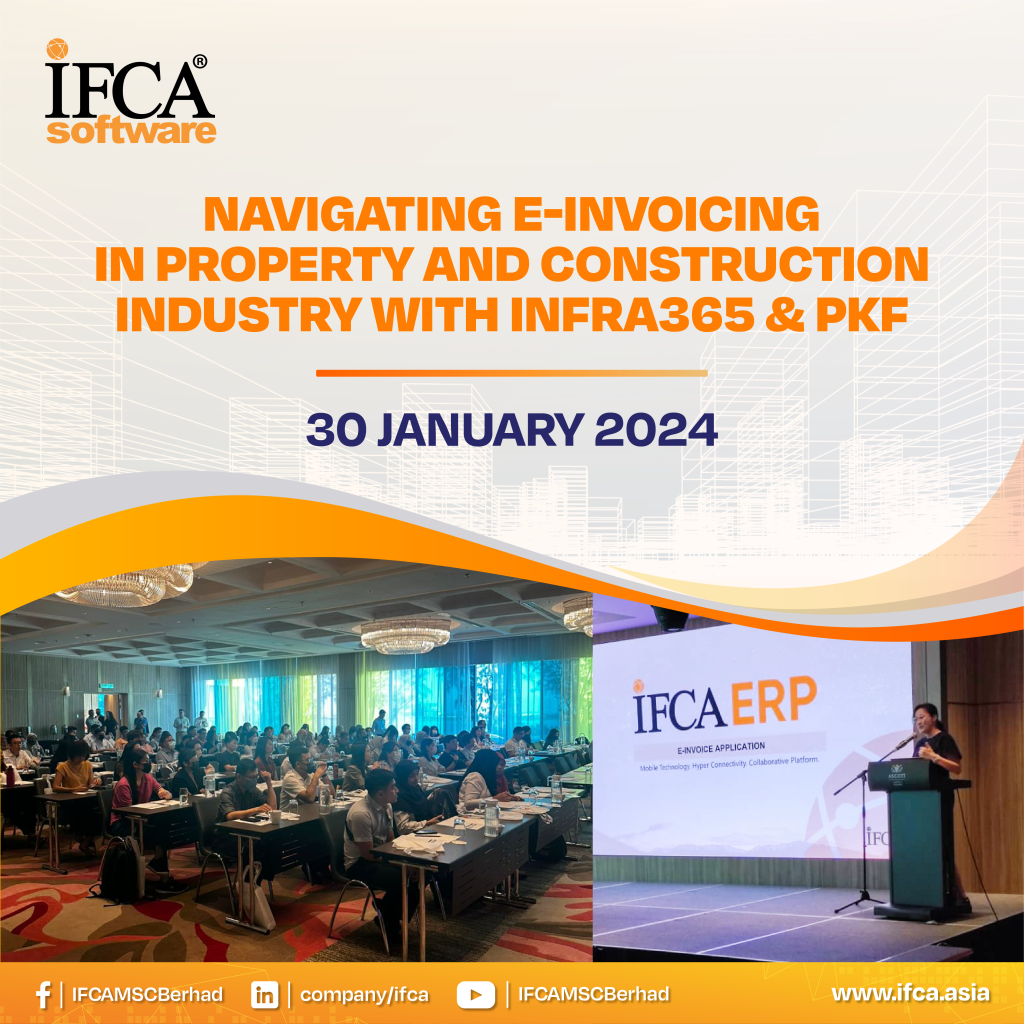 IFCA®
software
NAVIGATING E-INVOICING
IN PROPERTY AND CONSTRUCTION
INDUSTRY WITH INFRA365 & PKF
30 JANUARY 2024
IFCA ERP
E-INVOICE APPLICATION
Mobile Technology. Hyper Connectivity. Collaborative Platform.
IFC
IFCAMSCBerhad
company/ifca
IFCAMSCBerhad
www.ifca.asia